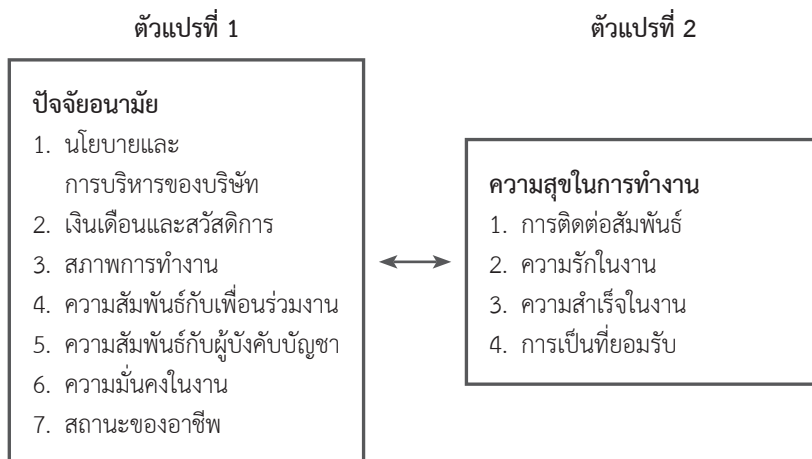 ตัวแปรที่ 1
ปัจจัยอนามัย
1. นโยบายและ
การบริหารของบริษัท
2. เงินเดือนและสวัสดิการ
3. สภาพการทำงาน
4. ความสัมพันธ์กับเพื่อนร่วมงาน
5. ความสัมพันธ์กับผู้บังคับบัญชา
6. ความมั่นคงในงาน
7. สถานะของอาชีพ
ตัวแปรที่ 2
ความสุขในการทำงาน
1. การติดต่อสัมพันธ์
2. ความรักในงาน
3. ความสำเร็จในงาน
4. การเป็นที่ยอมรับ